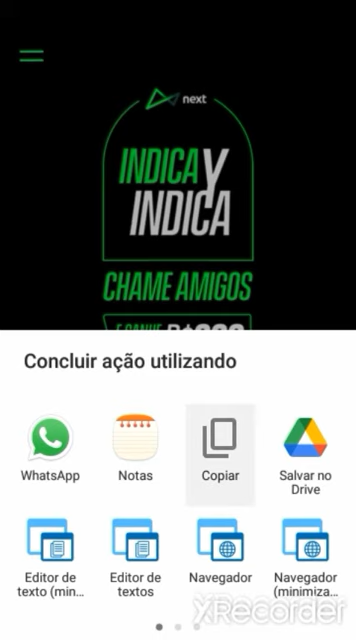 next
INDICA
Y
INDICA
CHAME AMIGOS
E GANHE R$
Concluir ação utilizando
WhatsApp
Notas
Copiar
Salvar no
Drive
Editor de
texto (min...
Editor de
textos
Navegador
Navegador
(minimiza...
XRecorder